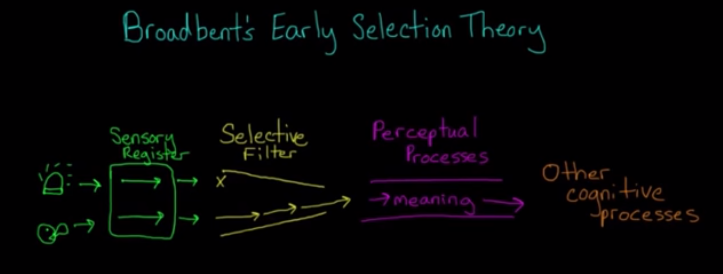 Broadbent's Early Selection Theory
Sensory
Register
Selective
Filter
x
Perceptual
Processes
meaning
Other
cognitive
processes